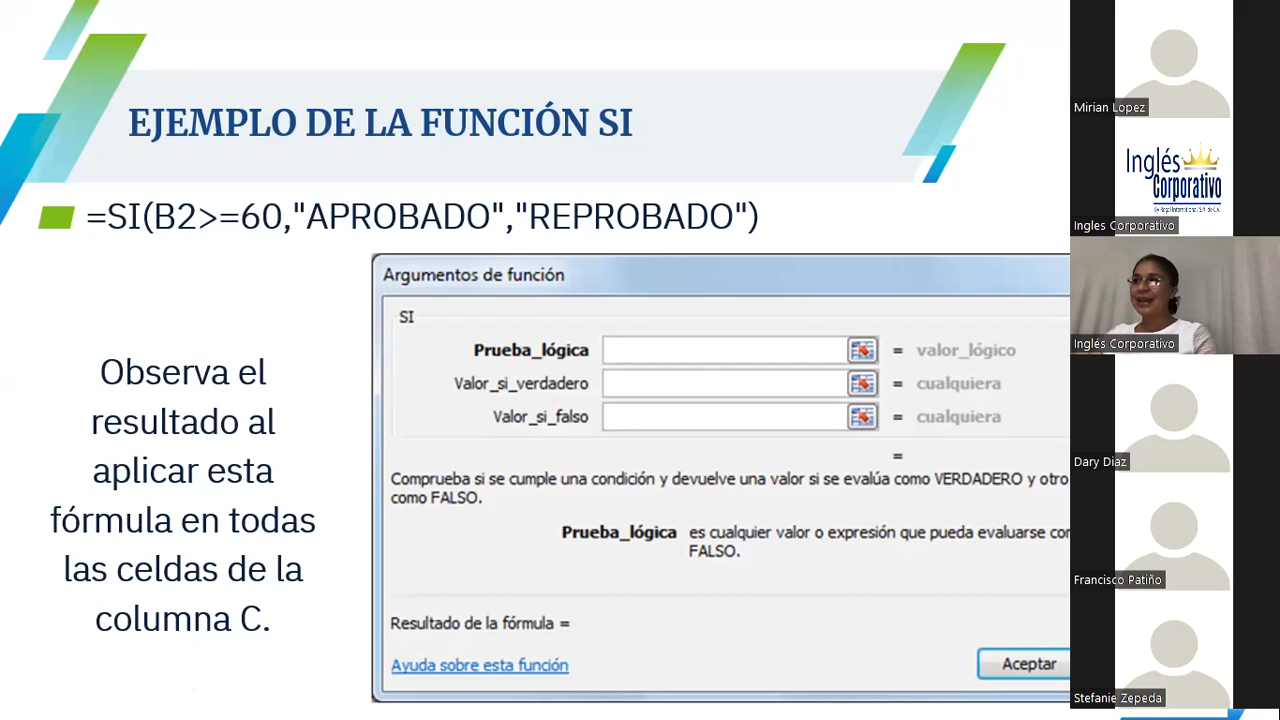 EJEMPLO DE LA FUNCIÓN SI
=SI(B2>=60,"APROBADO","REPROBADO")
Observa el
resultado al
aplicar esta
fórmula en todas
las celdas de la
columna C.
Argumentos de función
SI
Prueba_lógica = valor_lógico
Valor_si_verdadero = cualquiera
Valor_si_falso = cualquiera
=
Comprueba si se cumple una condición y devuelve una valor si se evalúa como VERDADERO y otro
como FALSO.
Prueba_lógica es cualquier valor o expresión que pueda evaluarse
FALSO.
Resultado de la fórmula =
Ayuda sobre esta función
Aceptar
Mirian Lopez
Inglés
Corporativo
By Regal International, S.A. de C.V.
Ingles Corporativo
Inglés Corporativo
Dary Diaz
Francisco Patiño
Stefanie Zepeda